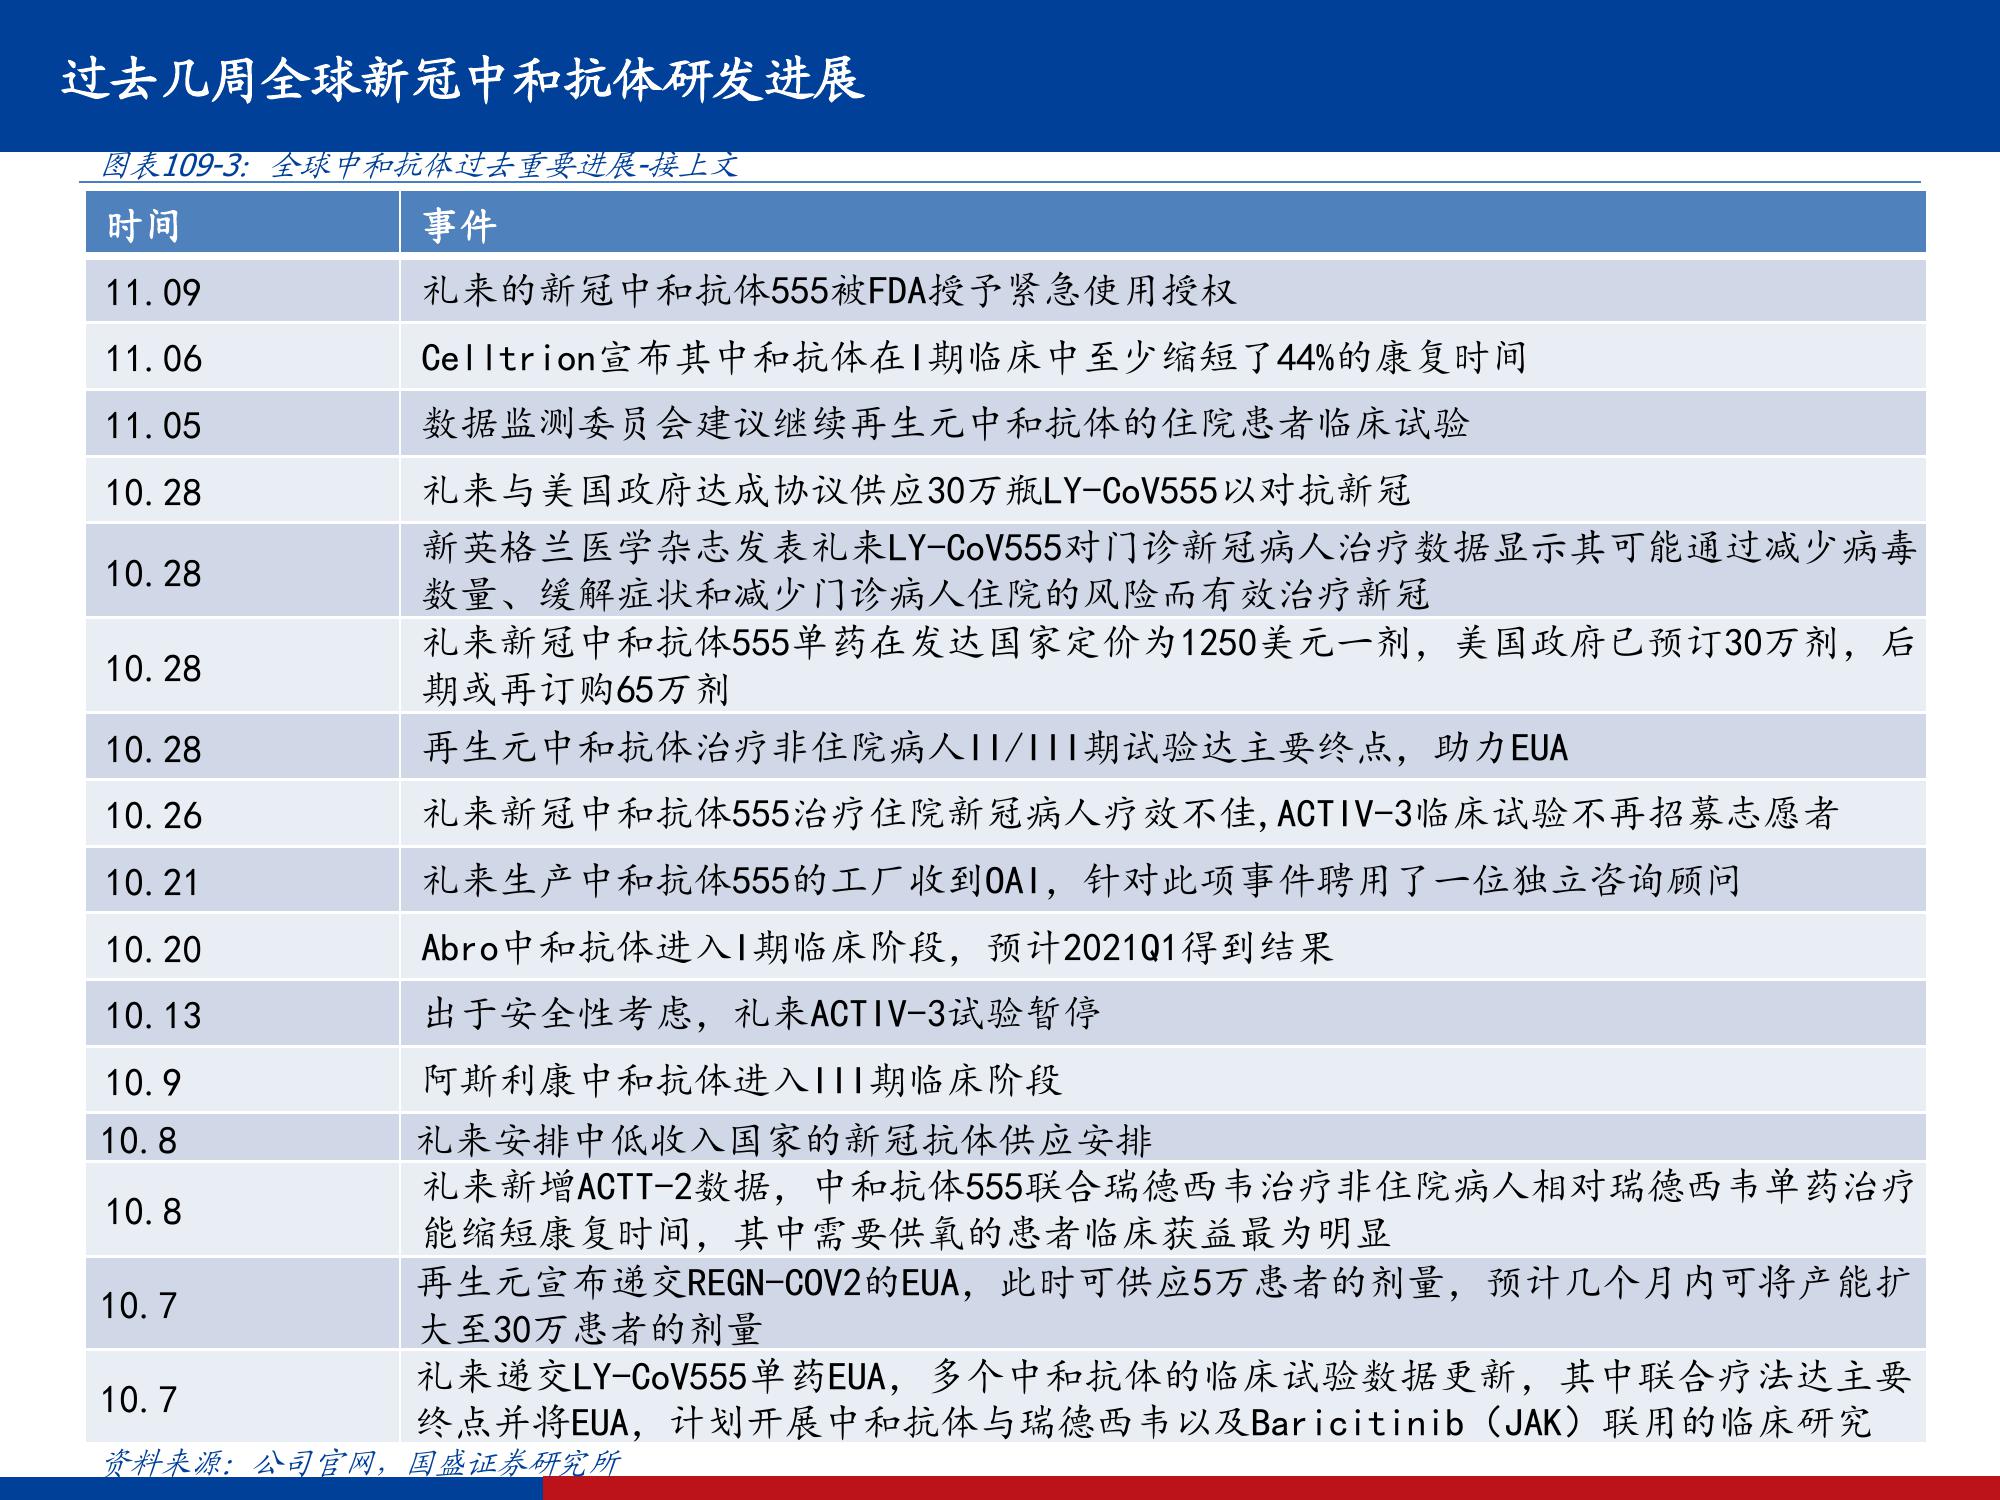 过去几周全球新冠中和抗体研发进展
图表109-3：全球中和抗体过去重要进展-接上文
时间 事件
11.09 礼来的新冠中和抗体555被FDA授予紧急使用授权
11.06 Celltrion宣布其中和抗体在I期临床中至少缩短了44%的康复时间
11.05 数据监测委员会建议继续再生元中和抗体的住院患者临床试验
10.28 礼来与美国政府达成协议供应30万瓶LY-CoV555以对抗新冠
10.28 新英格兰医学杂志发表礼来LY-CoV555对门诊新冠病人治疗数据显示其可能通过减少病毒
数量、缓解症状和减少门诊病人住院的风险而有效治疗新冠
10.28 礼来新冠中和抗体555单药在发达国家定价为1250美元一剂，美国政府已预订30万剂，后
期或再订购65万剂
10.28 再生元中和抗体治疗非住院病人II/III期试验达主要终点，助力EUA
10.26 礼来新冠中和抗体555治疗住院新冠病人疗效不佳,ACTIV-3临床试验不再招募志愿者
10.21 礼来生产中和抗体555的工厂收到OAI，针对此项事件聘用了一位独立咨询顾问
10.20 Abro中和抗体进入I期临床阶段，预计2021Q1得到结果
10.13 出于安全性考虑，礼来ACTIV-3试验暂停
10.9 阿斯利康中和抗体进入III期临床阶段
10.8 礼来安排中低收入国家的新冠抗体供应安排
10.8 礼来新增ACTT-2数据，中和抗体555联合瑞德西韦治疗非住院病人相对瑞德西韦单药治疗
能缩短康复时间，其中需要供氧的患者临床获益最为明显
10.7 再生元宣布递交REGN-COV2的EUA，此时可供应5万患者的剂量，预计几个月内可将产能扩
大至30万患者的剂量
10.7 礼来递交LY-CoV555单药EUA，多个中和抗体的临床试验数据更新，其中联合疗法达主要
终点并将EUA，计划开展中和抗体与瑞德西韦以及Baricitinib（JAK）联用的临床研究
资料来源：公司官网，国盛证券研究所